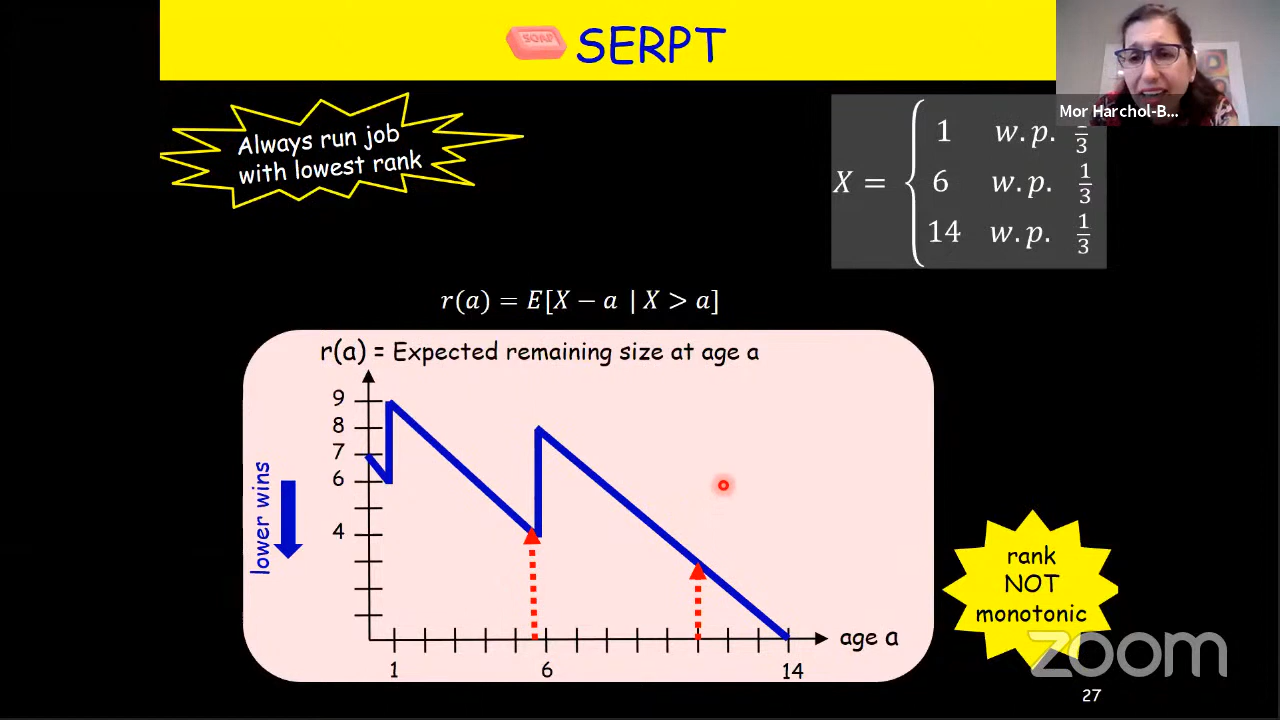 SOAP
SERPT
Always run job
with lowest rank
Mor Harchol-B...
X = { 1 w.p. 1/3
6 w.p. 1/3
14 w.p. 1/3
r(a) = E[X − a | X > a]
r(a) = Expected remaining size at age a
9
8
7
6
4
lower wins
1 6 14
age a
rank
NOT
monotonic
zoom
27